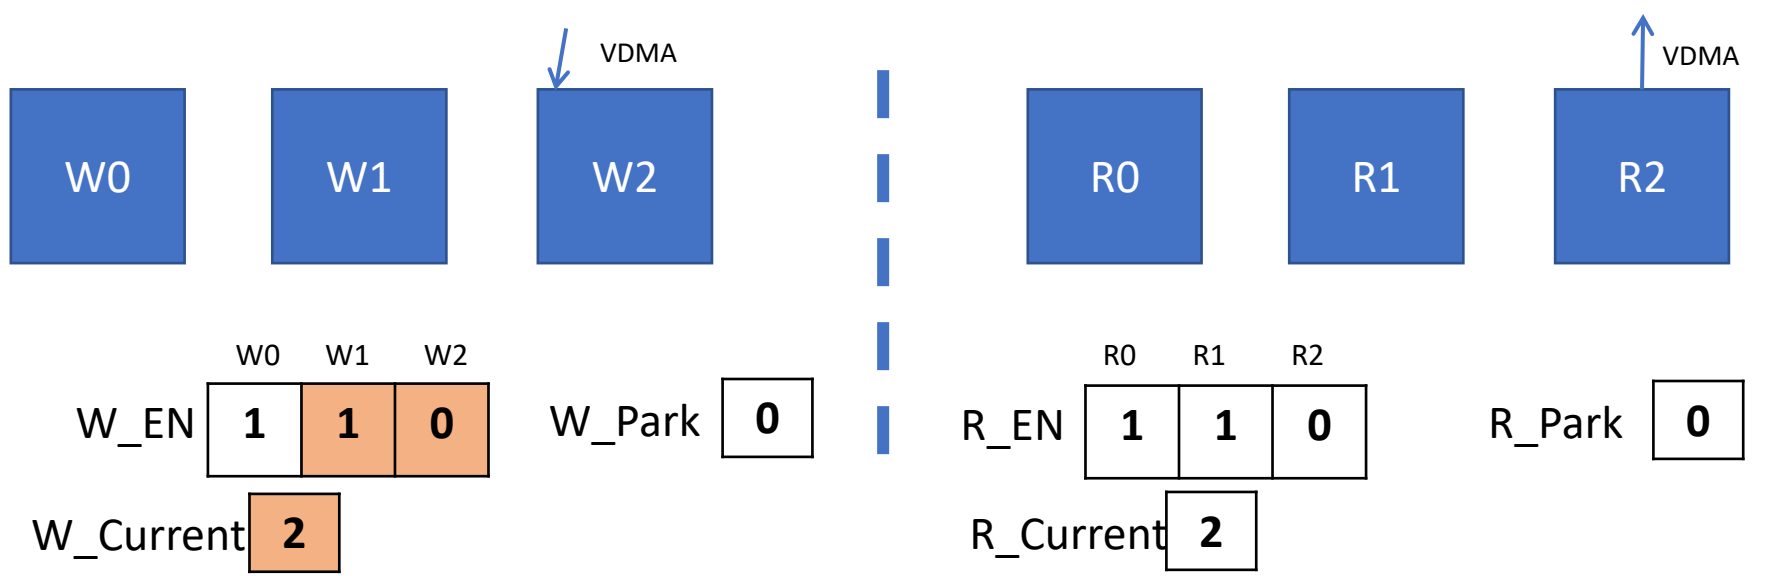 VDMA
W0 W1 W2
W0 W1 W2
W_EN 1 1 0
W_Park 0
W_Current 2
VDMA
R0 R1 R2
R0 R1 R2
R_EN 1 1 0
R_Park 0
R_Current 2